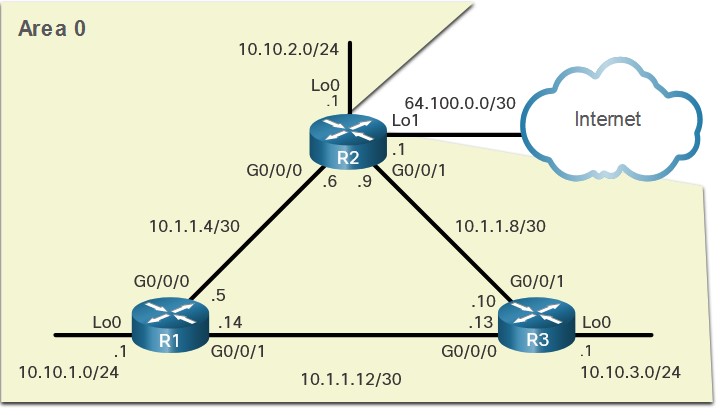 Area 0
10.10.2.0/24
Lo0
.1
64.100.0.0/30
Internet
Lo1
.1
R2
G0/0/0
.6
.9
G0/0/1
10.1.1.4/30
10.1.1.8/30
G0/0/0
.5
G0/0/1
.10
Lo0
.14
.13
Lo0
R1
R3
.1
G0/0/1
G0/0/0
.1
10.10.1.0/24
10.1.1.12/30
10.10.3.0/24